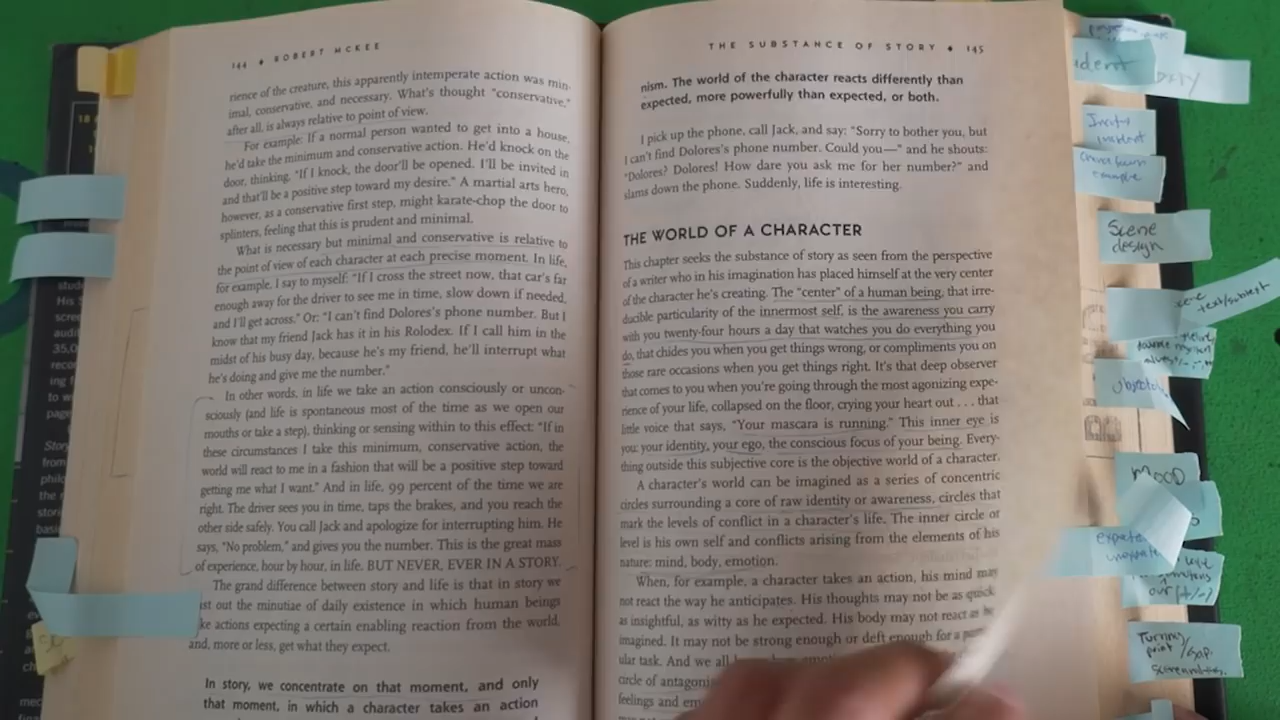 144 ◆ ROBERT MCKEE
rience of the creature, this apparently intemperate action was min-
imal, conservative, and necessary. What's thought "conservative,"
after all, is always relative to point of view.
For example: If a normal person wanted to get into a house,
he'd take the minimum and conservative action. He'd knock on the
door, thinking, "If I knock, the door'll be opened. I'll be invited in
and that'll be a positive step toward my desire." A martial arts hero,
however, as a conservative first step, might karate-chop the door to
splinters, feeling that this is prudent and minimal.
What is necessary but minimal and conservative is relative to
the point of view of each character at each precise moment. In life,
for example, I say to myself: "If I cross the street now, that car's far
enough away for the driver to see me in time, slow down if needed,
and I'll get across." Or: "I can't find Dolores's phone number. But I
know that my friend Jack has it in his Rolodex. If I call him in the
midst of his busy day, because he's my friend, he'll interrupt what
he's doing and give me the number."
In other words, in life we take an action consciously or uncon-
sciously (and life is spontaneous most of the time as we open our
mouths or take a step), thinking or sensing within to this effect: "If in
these circumstances I take this minimum, conservative action, the
world will react to me in a fashion that will be a positive step toward
getting me what I want." And in life, 99 percent of the time we are
right. The driver sees you in time, taps the brakes, and you reach the
other side safely. You call Jack and apologize for interrupting him. He
says, "No problem," and gives you the number. This is the great mass
of experience, hour by hour, in life. BUT NEVER, EVER IN A STORY.
The grand difference between story and life is that in story we
st out the minutiae of daily existence in which human beings
ke actions expecting a certain enabling reaction from the world,
and, more or less, get what they expect.
In story, we concentrate on that moment, and only
that moment, in which a character takes an action
THE SUBSTANCE OF STORY ◆ 145
nism. The world of the character reacts differently than
expected, more powerfully than expected, or both.
I pick up the phone, call Jack, and say: "Sorry to bother you, but
I can't find Dolores's phone number. Could you—" and he shouts:
"Dolores? Dolores! How dare you ask me for her number?" and
slams down the phone. Suddenly, life is interesting.
THE WORLD OF A CHARACTER
This chapter seeks the substance of story as seen from the perspective
of a writer who in his imagination has placed himself at the very center
of the character he's creating. The "center" of a human being, that irre-
ducible particularity of the innermost self, is the awareness you carry
with you twenty-four hours a day that watches you do everything you
do, that chides you when you get things wrong, or compliments you on
those rare occasions when you get things right. It's that deep observer
that comes to you when you're going through the most agonizing expe-
rience of your life, collapsed on the floor, crying your heart out . . . that
little voice that says, "Your mascara is running." This inner eye is
you: your identity, your ego, the conscious focus of your being. Every-
thing outside this subjective core is the objective world of a character.
A character's world can be imagined as a series of concentric
circles surrounding a core of raw identity or awareness, circles that
mark the levels of conflict in a character's life. The inner circle or
level is his own self and conflicts arising from the elements of his
nature: mind, body, emotion.
When, for example, a character takes an action, his mind may
not react the way he anticipates. His thoughts may not be as quick,
as insightful, as witty as he expected. His body may not react as he
imagined. It may not be strong enough or deft enough for a
ular task. And we all
circle of antagoni
feelings and em
Scene
design
MOOD
Turning
point / Gap